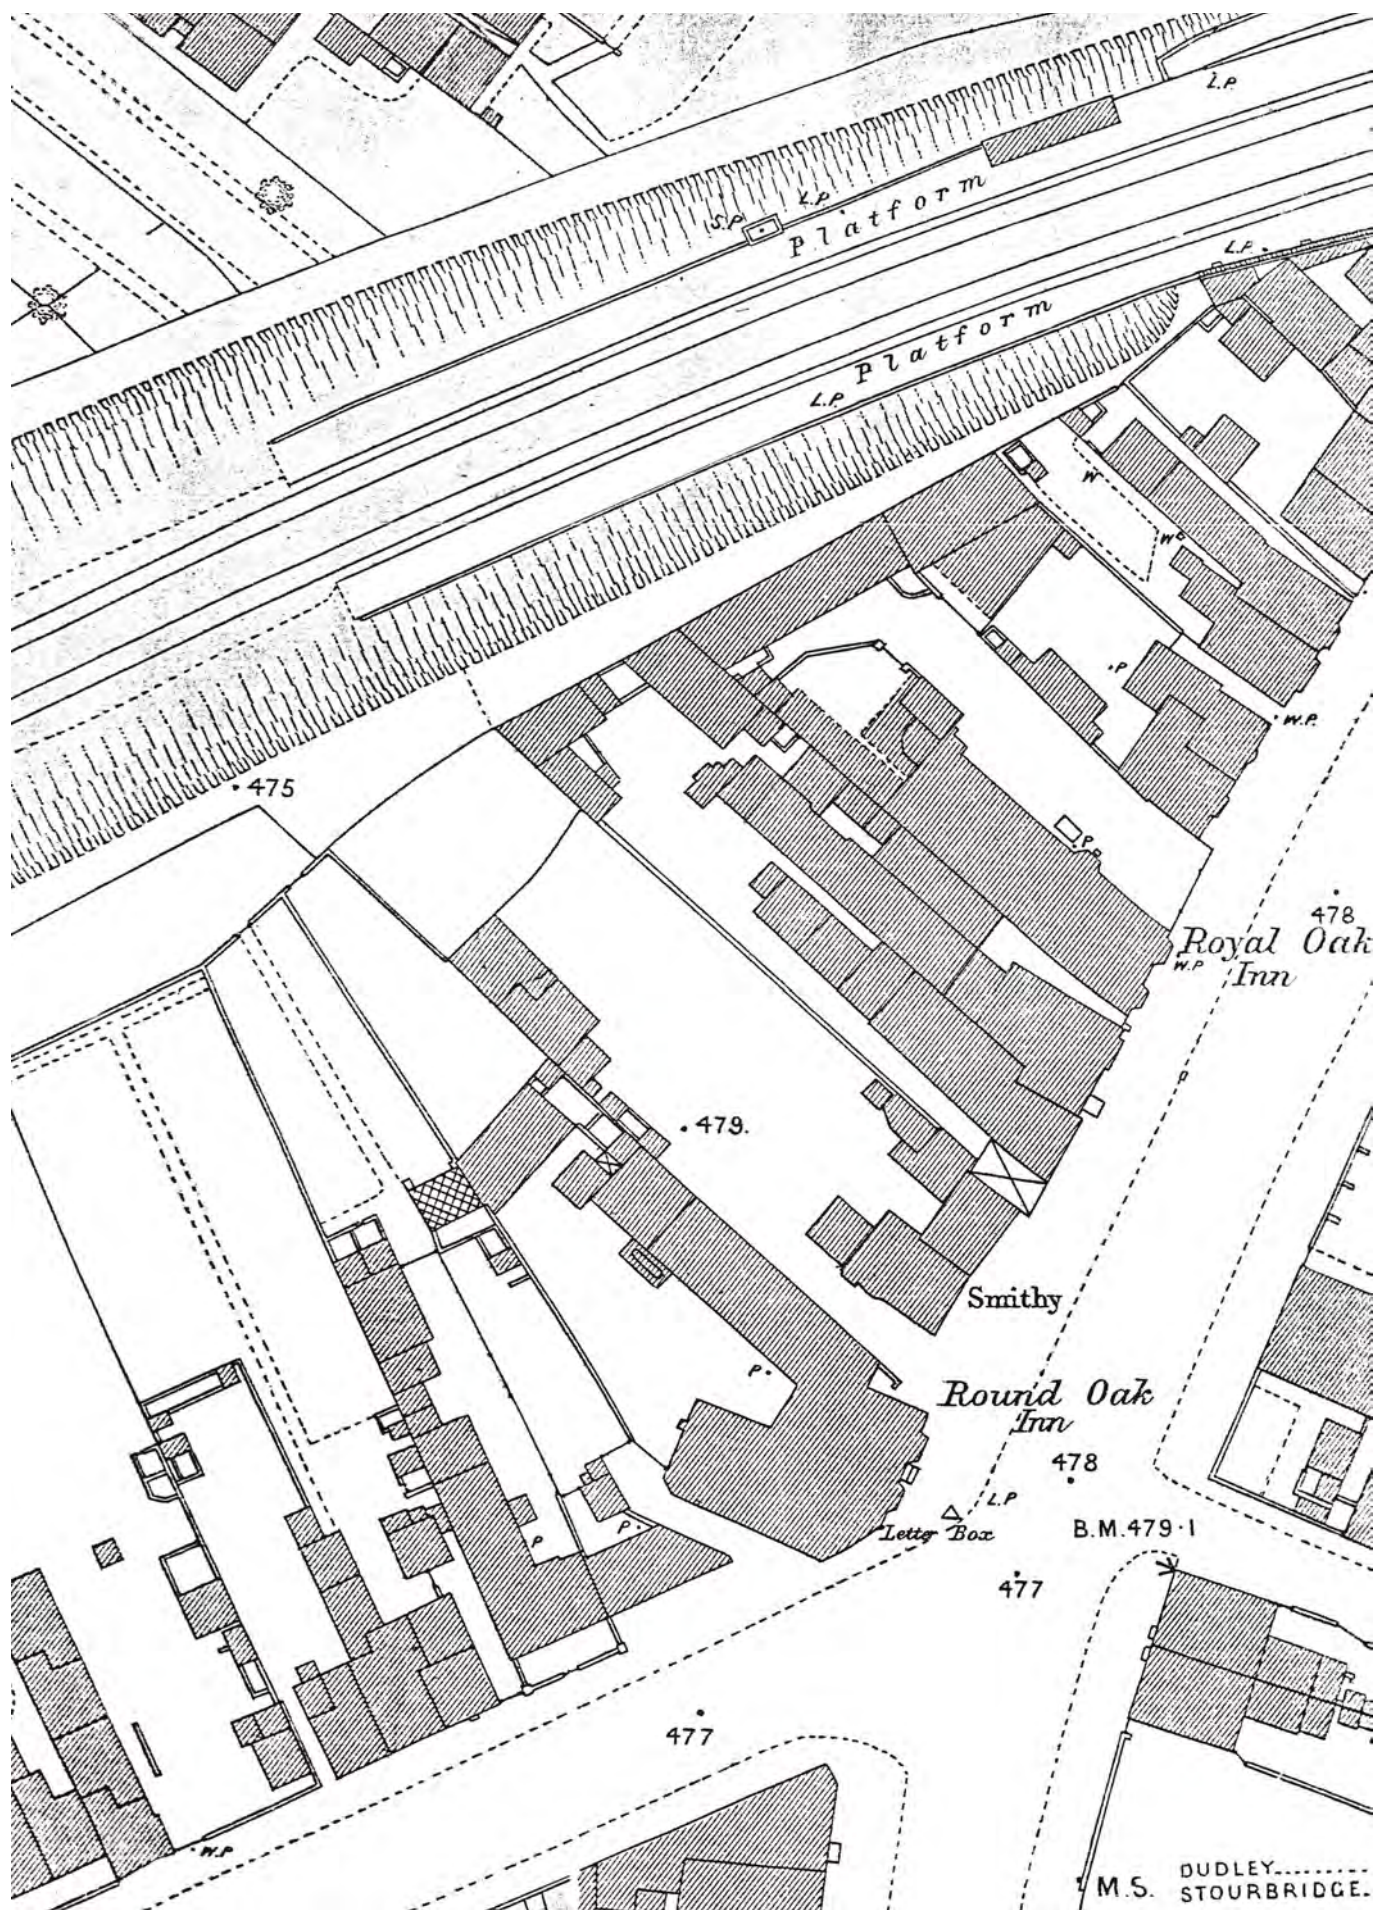 L.P.
L.P.
S.P.
Platform
L.P.
Platform
L.P.
W
W
P
W.P.
475
P
478
Royal Oak
Inn
W.P
479.
Smithy
P
Round Oak
Inn
478
L.P
Letter Box
B.M.479·1
P
P
477
477
W.P
M.S. DUDLEY
STOURBRIDGE.